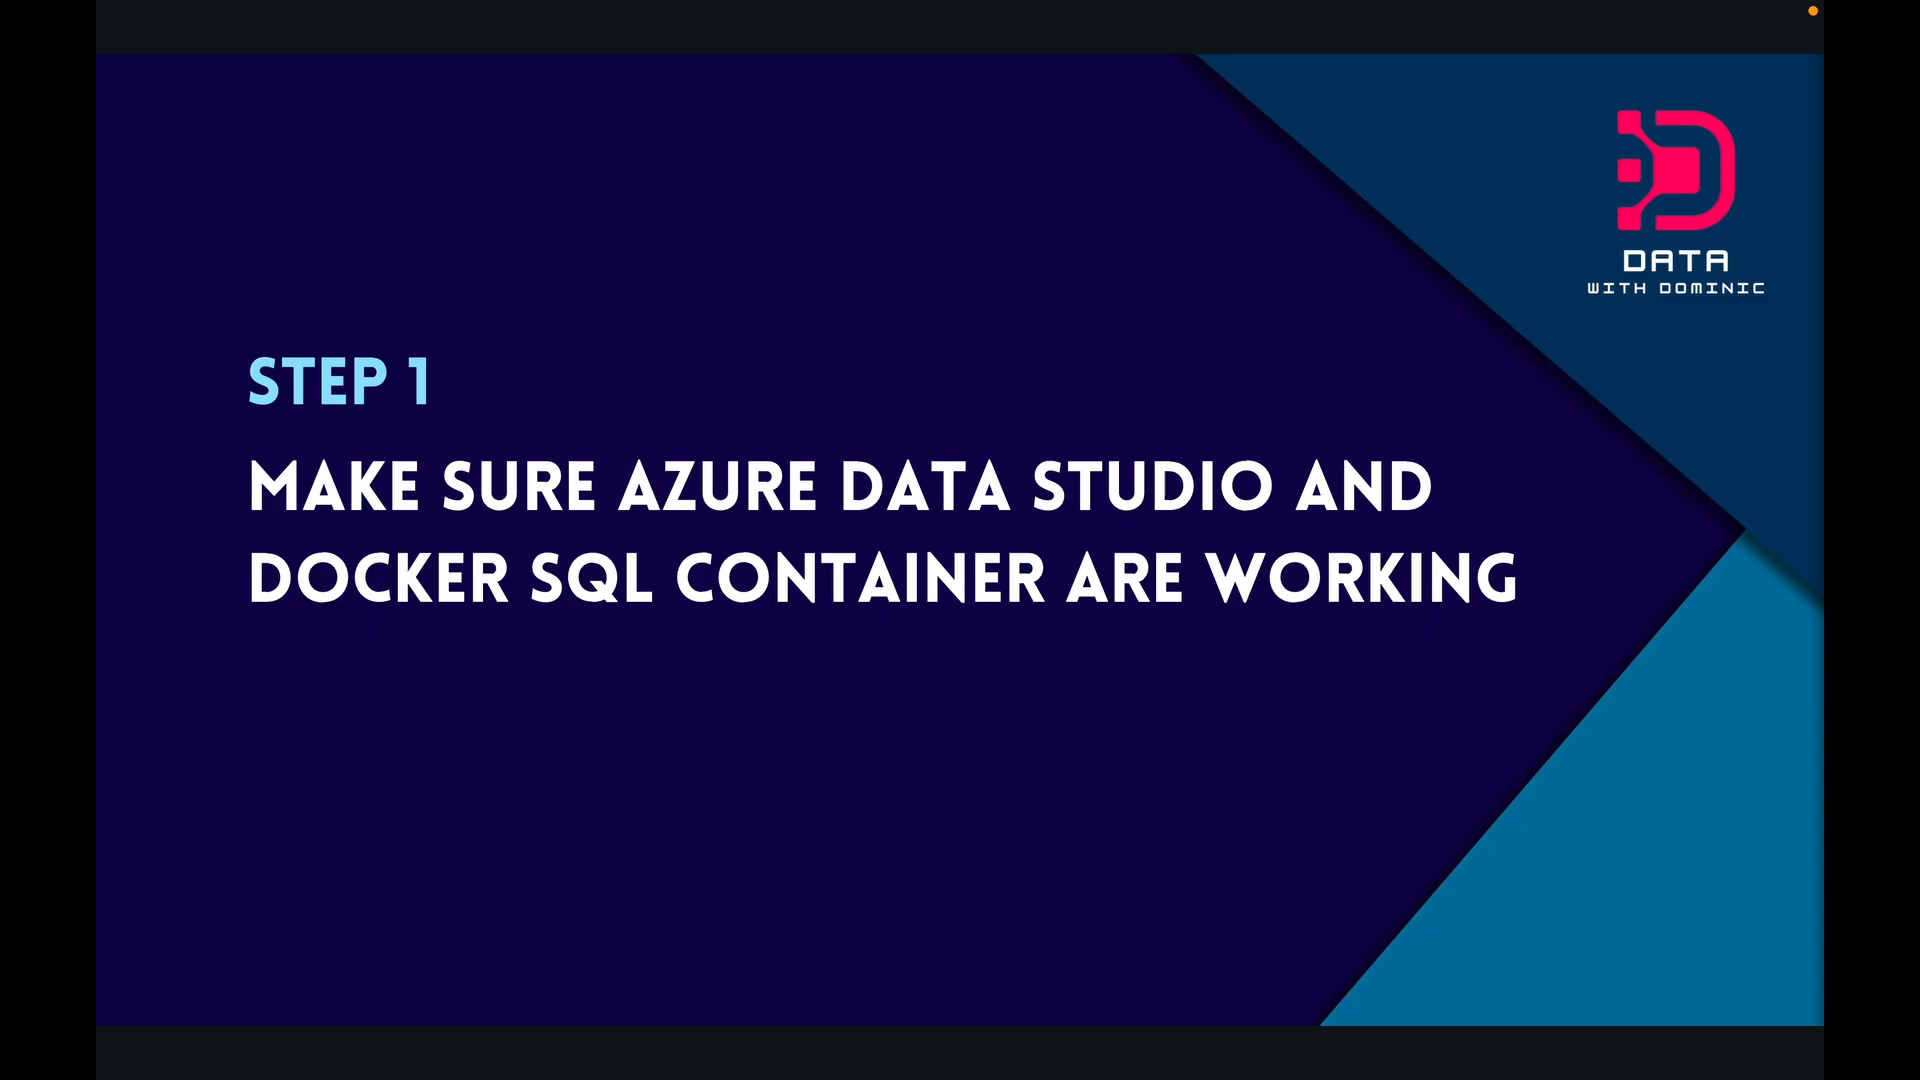 DATA
WITH DOMINIC
STEP 1
MAKE SURE AZURE DATA STUDIO AND
DOCKER SQL CONTAINER ARE WORKING